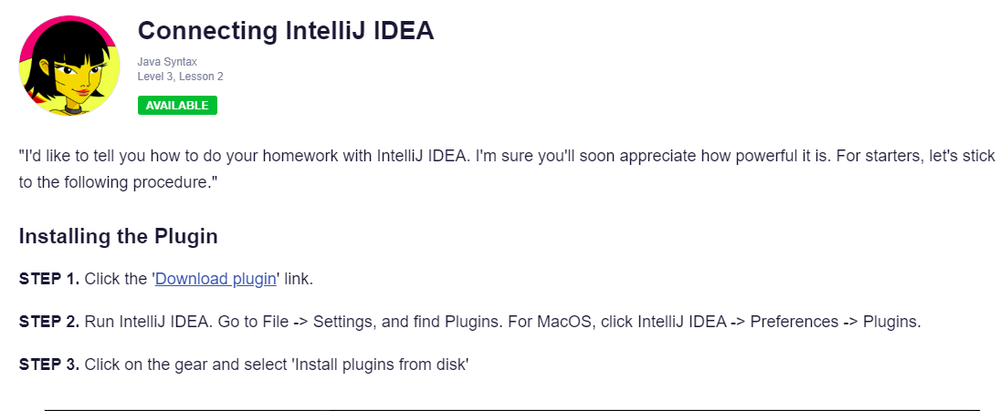 Connecting IntelliJ IDEA
Java Syntax
Level 3, Lesson 2
AVAILABLE
"I'd like to tell you how to do your homework with IntelliJ IDEA. I'm sure you'll soon appreciate how powerful it is. For starters, let's stick
to the following procedure."
Installing the Plugin
STEP 1. Click the 'Download plugin' link.
STEP 2. Run IntelliJ IDEA. Go to File -> Settings, and find Plugins. For MacOS, click IntelliJ IDEA -> Preferences -> Plugins.
STEP 3. Click on the gear and select 'Install plugins from disk'